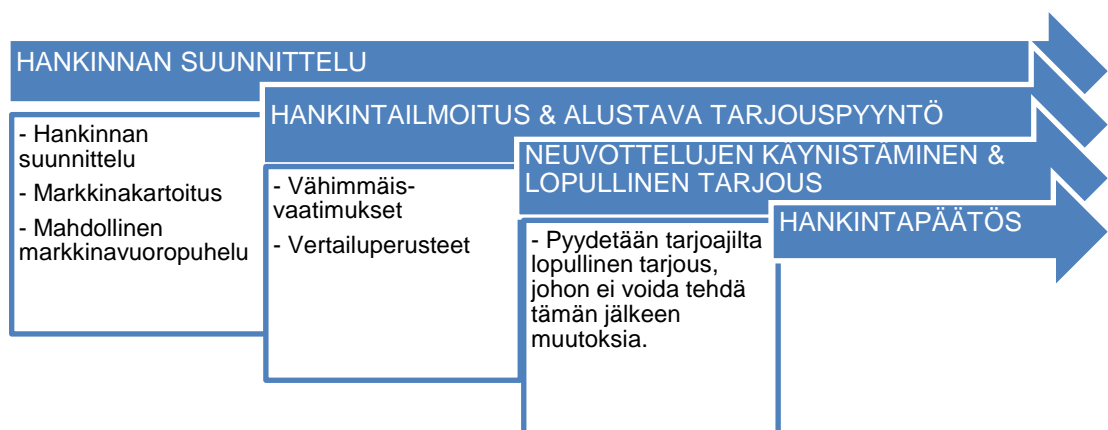 HANKINNAN SUUNNITTELU
- Hankinnan
suunnittelu
- Markkinakartoitus
- Mahdollinen
markkinavuoropuhelu
HANKINTAILMOITUS & ALUSTAVA TARJOUSPYYNTÖ
- Vähimmäis-
vaatimukset
- Vertailuperusteet
NEUVOTTELUJEN KÄYNISTÄMINEN &
LOPULLINEN TARJOUS
- Pyydetään tarjoajilta
lopullinen tarjous,
johon ei voida tehdä
tämän jälkeen
muutoksia.
HANKINTAPÄÄTÖS